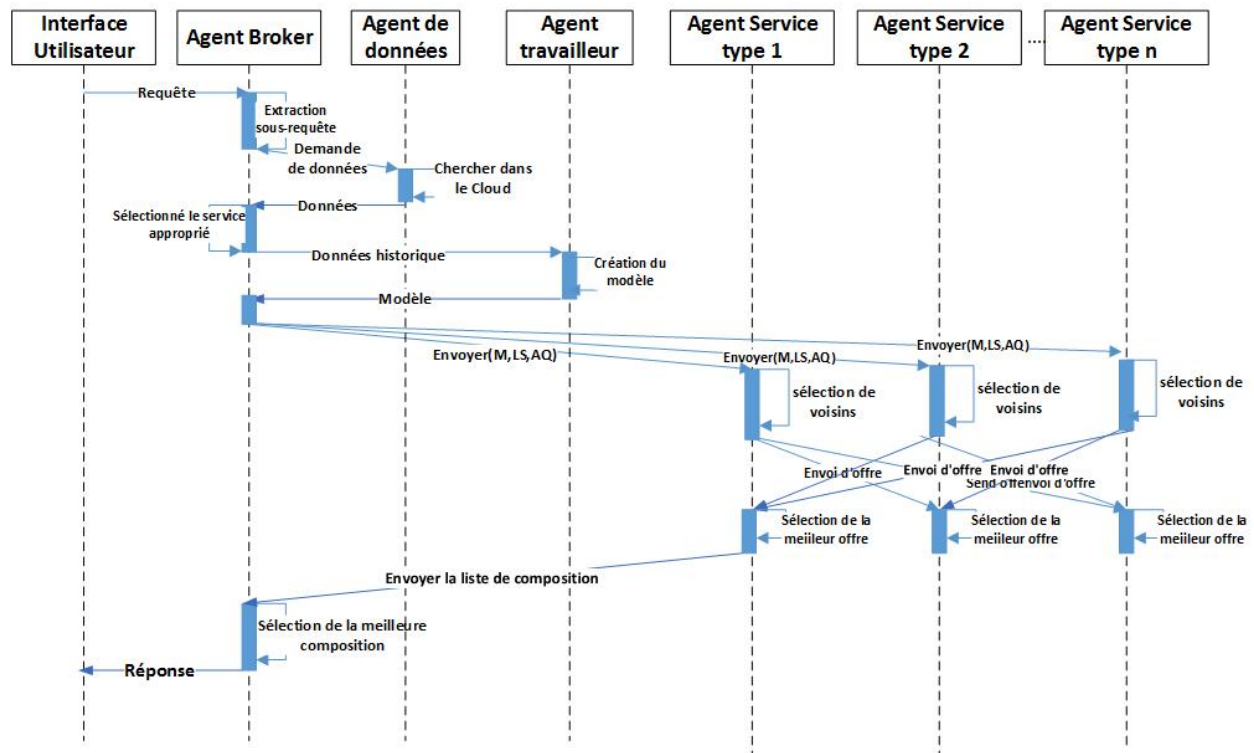 Interface
Utilisateur
Agent Broker
Agent de
données
Agent
travailleur
Agent Service
type 1
Agent Service
type 2
.....
Agent Service
type n
Requête
Extraction
sous-requête
Demande
de données
Chercher dans
le Cloud
Données
Sélectionné le service
approprié
Données historique
Création du
modèle
Modèle
Envoyer(M,LS,AQ)
Envoyer(M,LS,AQ)
Envoyer(M,LS,AQ)
sélection de
voisins
sélection de
voisins
sélection de
voisins
Envoi d'offre
Envoi d'offre
Envoi d'offre
Send offenvoi d'offre
Sélection de la
meiileur offre
Sélection de la
meiileur offre
Sélection de la
meiileur offre
Envoyer la liste de composition
Sélection de la meilleure
composition
Réponse